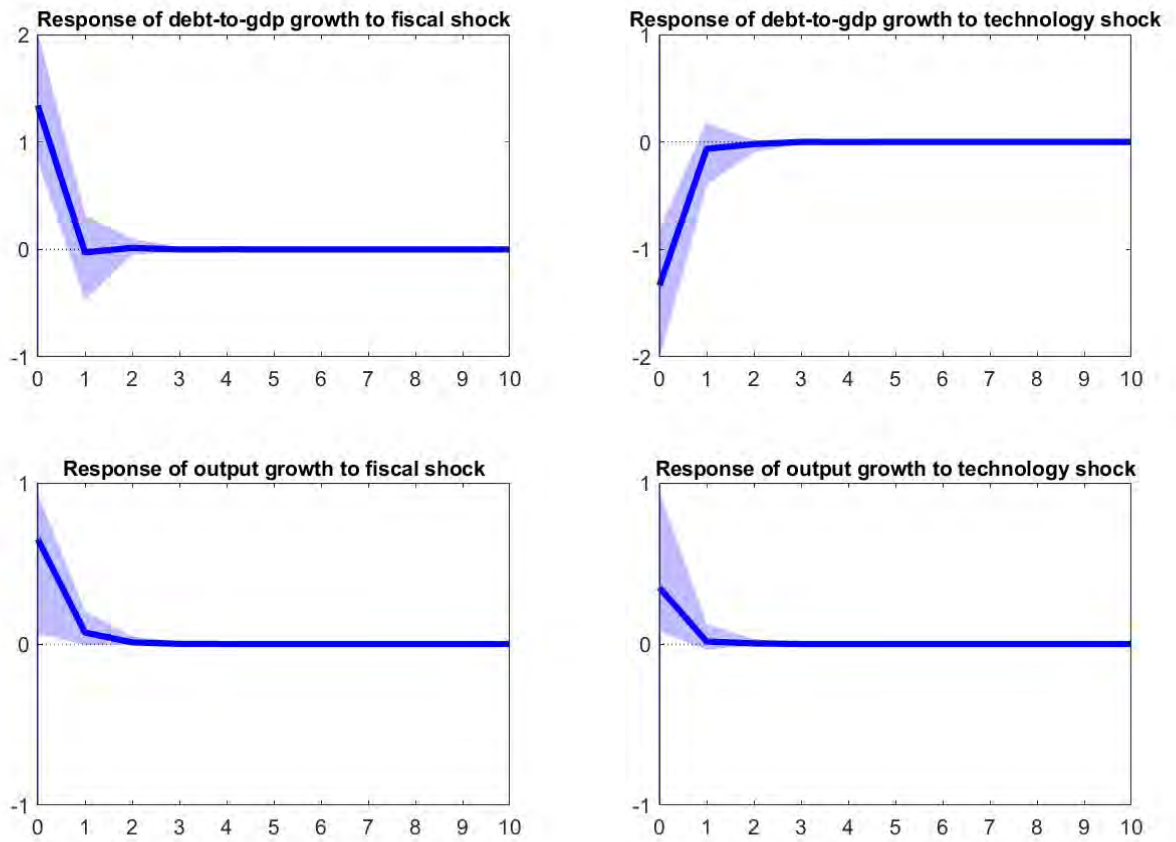 Response of debt-to-gdp growth to fiscal shock
2
1
0
-1
0 1 2 3 4 5 6 7 8 9 10
Response of debt-to-gdp growth to technology shock
1
0
-1
-2
0 1 2 3 4 5 6 7 8 9 10
Response of output growth to fiscal shock
1
0
-1
0 1 2 3 4 5 6 7 8 9 10
Response of output growth to technology shock
1
0
-1
0 1 2 3 4 5 6 7 8 9 10